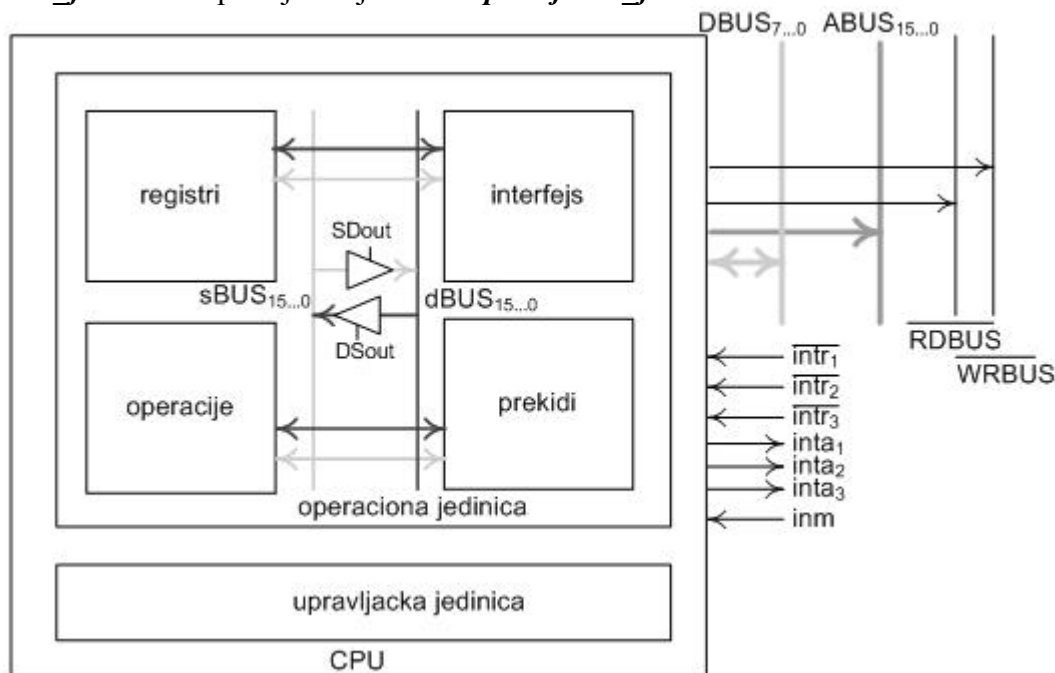 DBUS7...0 ABUS15...0
registri
interfejs
SDout
sBUS15...0
dBUS15...0
DSout
RDBUS
WRBUS
operacije
prekidi
intr1
intr2
intr3
inta1
inta2
inta3
inm
operaciona jedinica
upravljacka jedinica
CPU